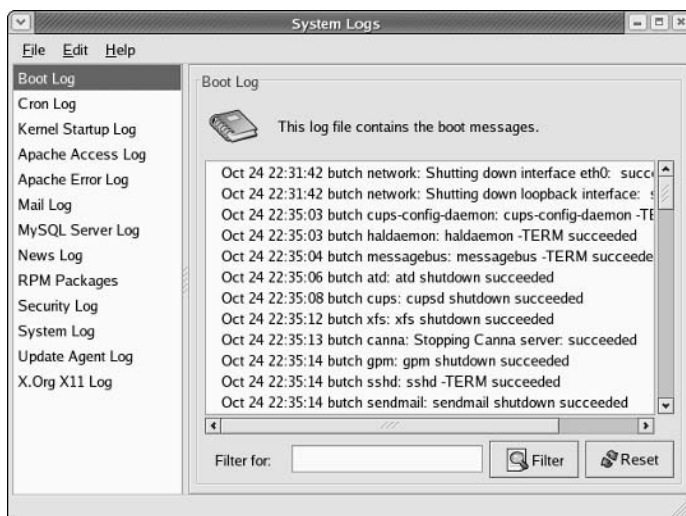 System Logs
File Edit Help
Boot Log
Cron Log
Kernel Startup Log
Apache Access Log
Apache Error Log
Mail Log
MySQL Server Log
News Log
RPM Packages
Security Log
System Log
Update Agent Log
X.Org X11 Log
Boot Log
This log file contains the boot messages.
Oct 24 22:31:42 butch network: Shutting down interface eth0:
Oct 24 22:31:42 butch network: Shutting down loopback interface:
Oct 24 22:35:03 butch cups-config-daemon: cups-config-daemon
Oct 24 22:35:03 butch haldaemon: haldaemon -TERM succeeded
Oct 24 22:35:04 butch messagebus: messagebus -TERM succeede
Oct 24 22:35:06 butch atd: atd shutdown succeeded
Oct 24 22:35:08 butch cups: cupsd shutdown succeeded
Oct 24 22:35:12 butch xfs: xfs shutdown succeeded
Oct 24 22:35:13 butch canna: Stopping Canna server: succeeded
Oct 24 22:35:14 butch gpm: gpm shutdown succeeded
Oct 24 22:35:14 butch sshd: sshd -TERM succeeded
Oct 24 22:35:14 butch sendmail: sendmail shutdown succeeded
Filter for: Filter Reset